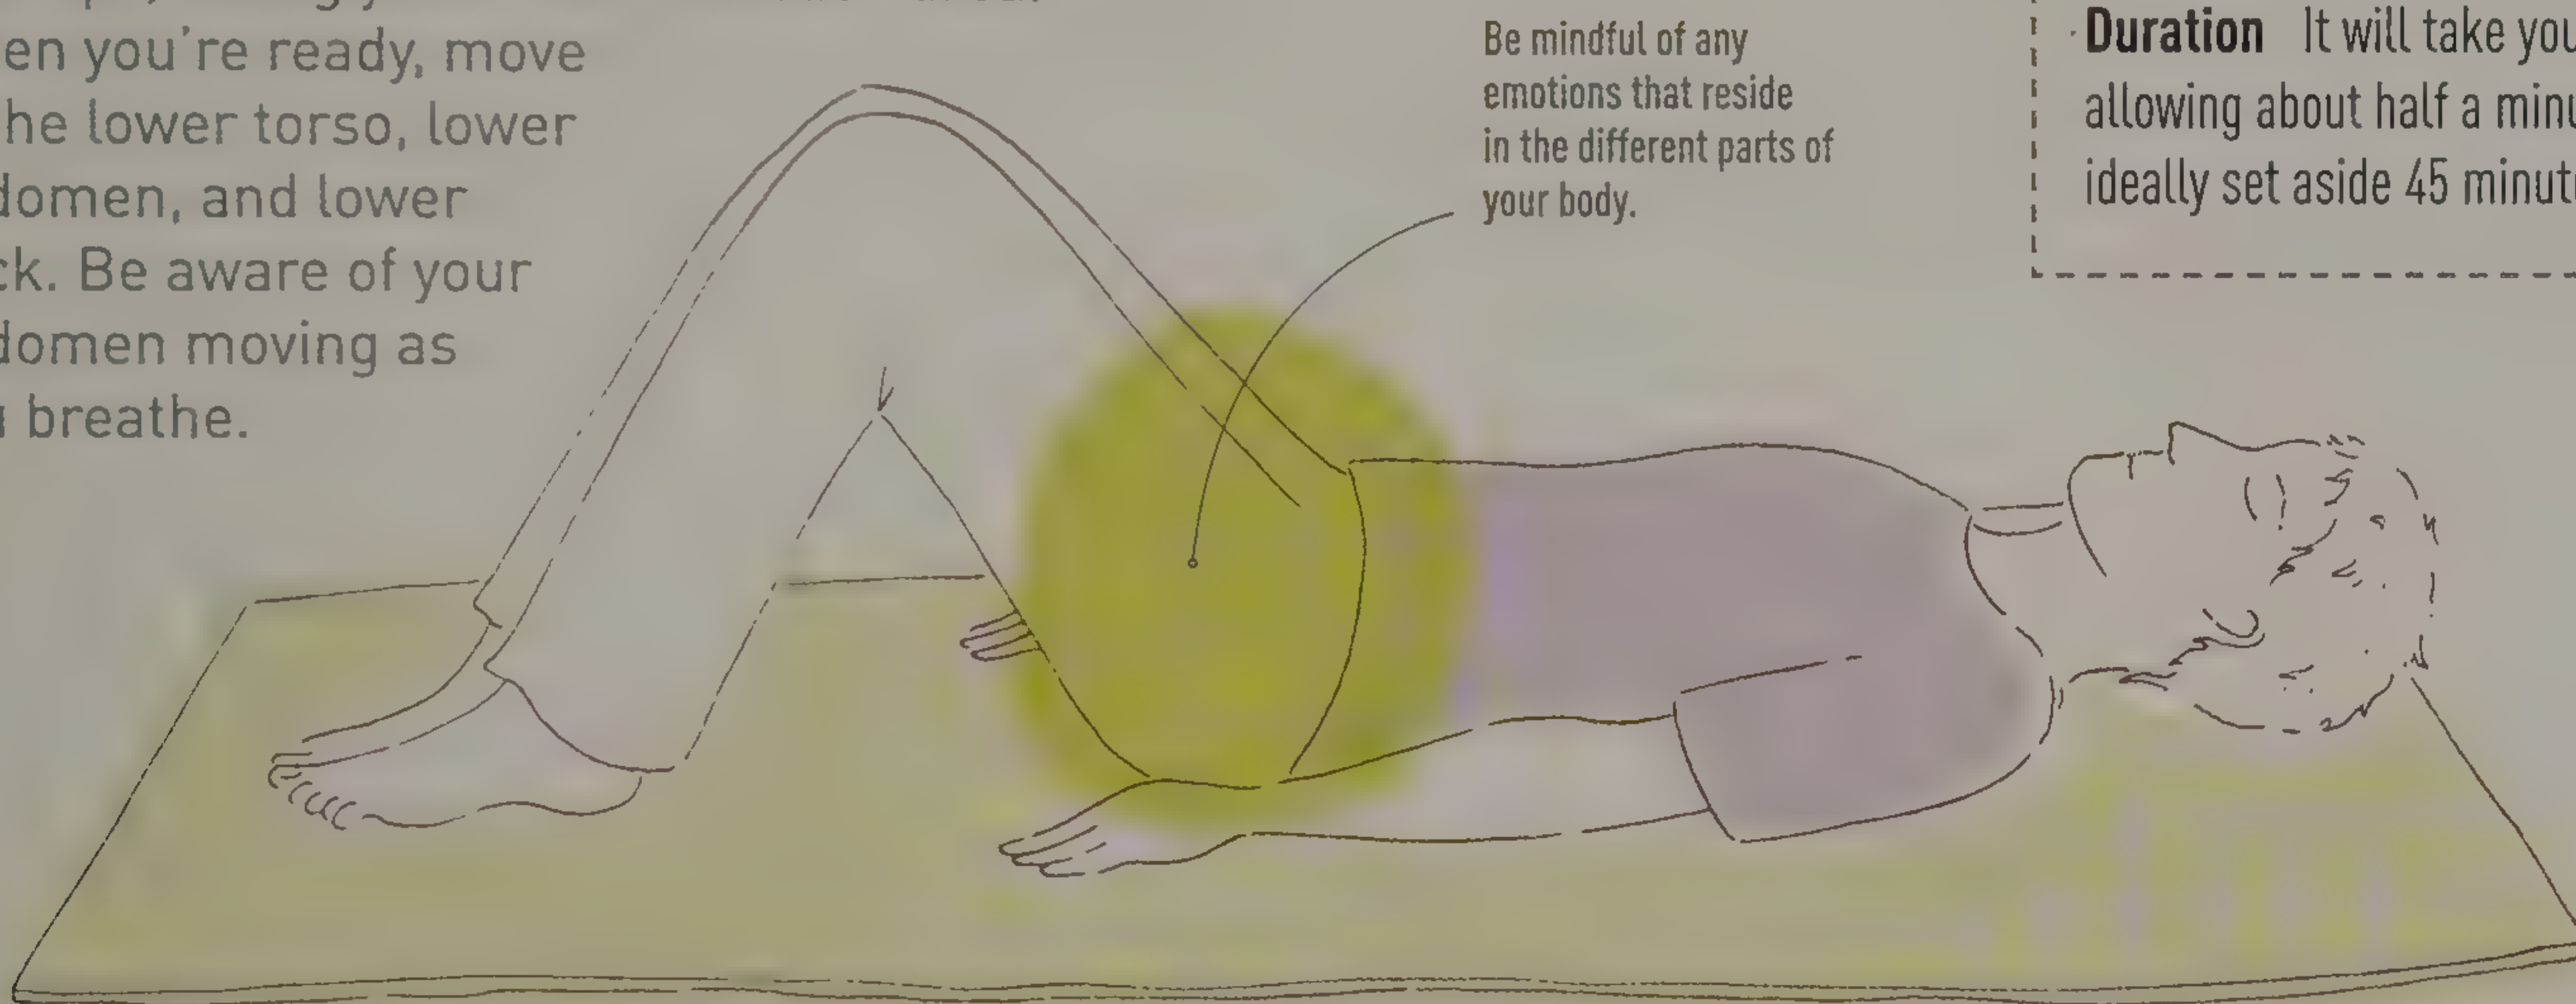 en you're ready, move
he lower torso, lower
domen, and lower
ck. Be aware of your
domen moving as
breathe.
Be mindful of any
emotions that reside
in the different parts of
your body.
Duration It will take you
allowing about half a minu
ideally set aside 45 minut